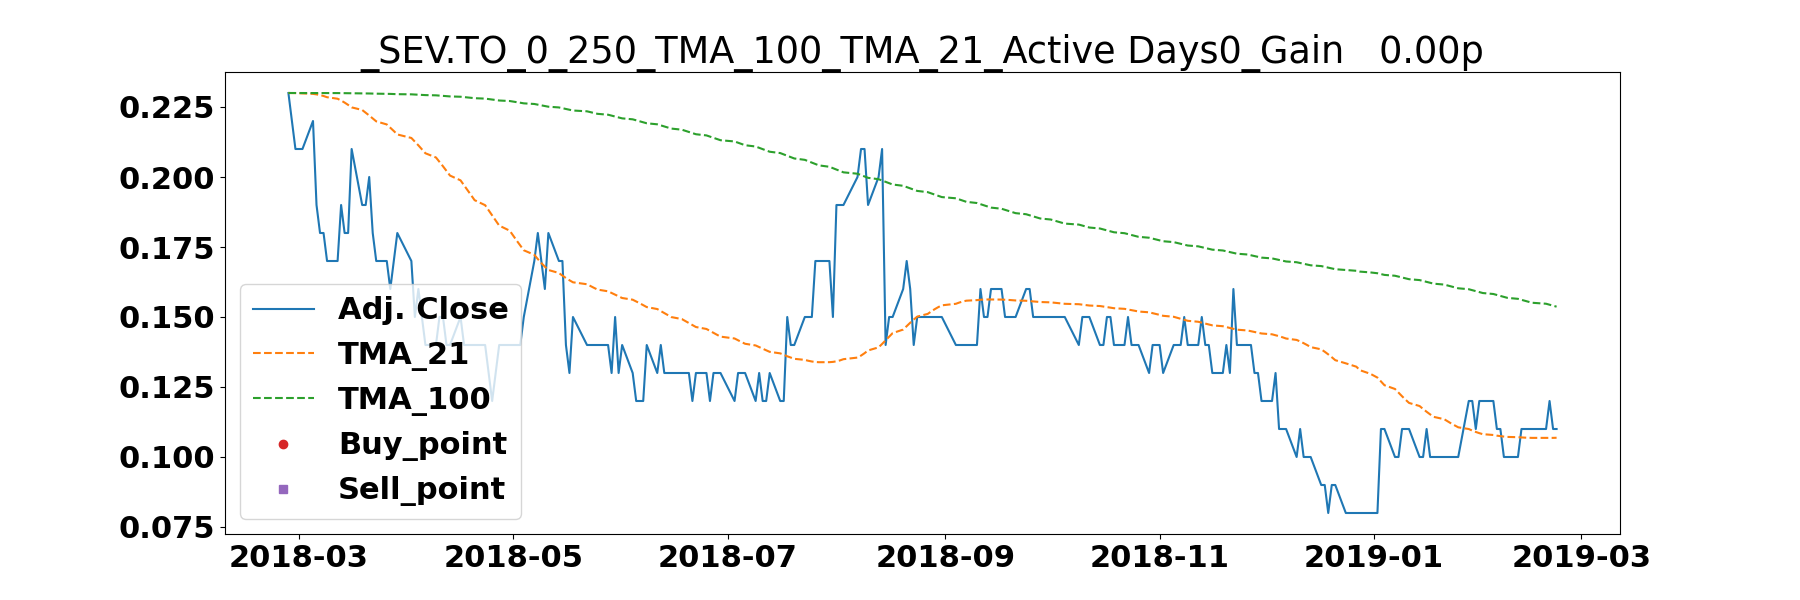 _SEV.TO_0_250_TMA_100_TMA_21_Active Days0_Gain   0.00p
0.225
0.200
0.175
0.150
0.125
0.100
0.075
Adj. Close
TMA_21
TMA_100
Buy_point
Sell_point
2018-03 2018-05 2018-07 2018-09 2018-11 2019-01 2019-03